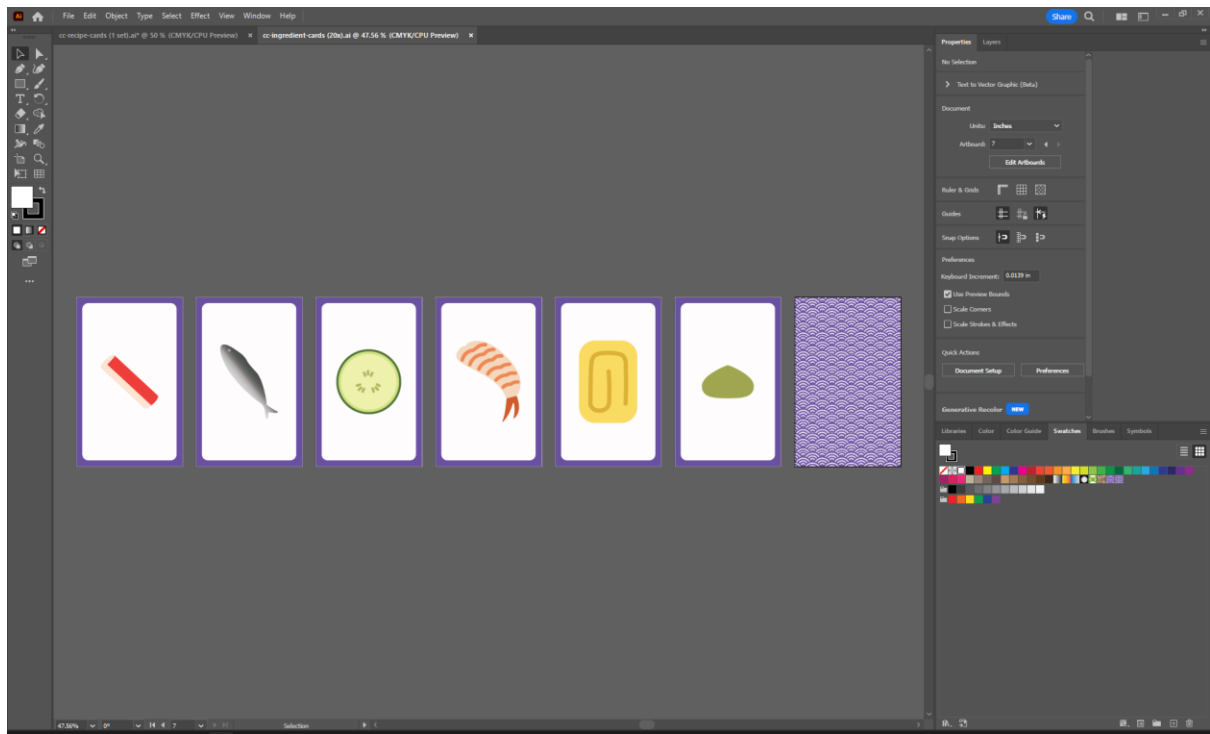 Ai File Edit Object Type Select Effect View Window Help Share
cc-recipe-cards (1 set).ai* @ 50 % (CMYK/CPU Preview) × cc-ingredient-cards (20x).ai @ 47.56 % (CMYK/CPU Preview) ×
Properties Layers
No Selection
Text to Vector Graphic (Beta)
Document
Units: Inches
Artboard: 7
Edit Artboards
Ruler & Grids
Guides
Snap Options
Preferences
Keyboard Increment: 0.0139 in
Use Preview Bounds
Scale Corners
Scale Strokes & Effects
Quick Actions
Document Setup Preferences
Generative Recolor NEW
Libraries Color Color Guide Swatches Brushes Symbols
47.56% 0° 7 Selection